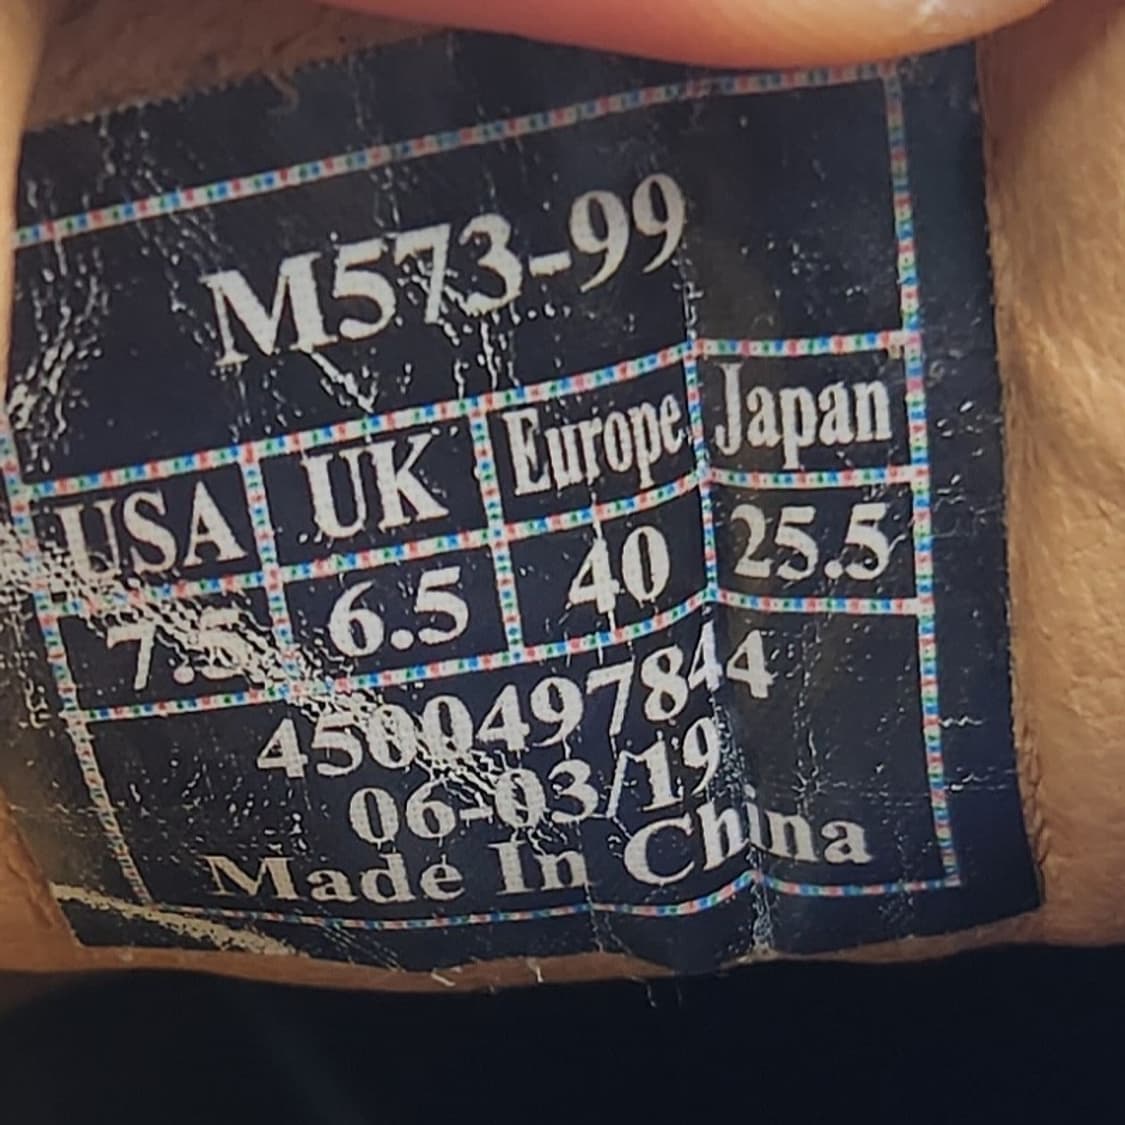 M573-99
USA UK Europe Japan
7.5 6.5 40 25.5
4500497844
06-03/19
Made In China